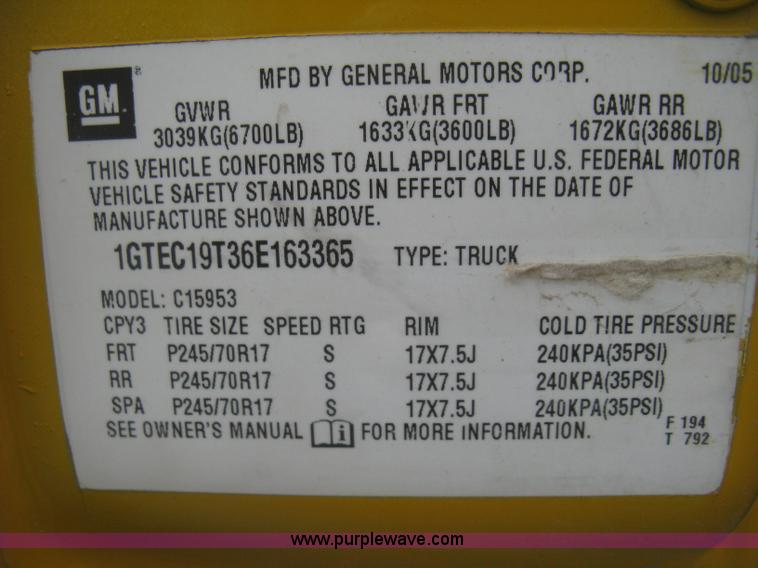 GM
MFD BY GENERAL MOTORS CORP. 10/05
GVWR GAWR FRT GAWR RR
3039KG(6700LB) 1633KG(3600LB) 1672KG(3686LB)
THIS VEHICLE CONFORMS TO ALL APPLICABLE U.S. FEDERAL MOTOR
VEHICLE SAFETY STANDARDS IN EFFECT ON THE DATE OF
MANUFACTURE SHOWN ABOVE.
1GTEC19T36E163365 TYPE: TRUCK
MODEL: C15953
CPY3 TIRE SIZE SPEED RTG RIM COLD TIRE PRESSURE
FRT P245/70R17 S 17X7.5J 240KPA(35PSI)
RR P245/70R17 S 17X7.5J 240KPA(35PSI)
SPA P245/70R17 S 17X7.5J 240KPA(35PSI)
SEE OWNER'S MANUAL i FOR MORE INFORMATION.
F 194
T 792
www.purplewave.com